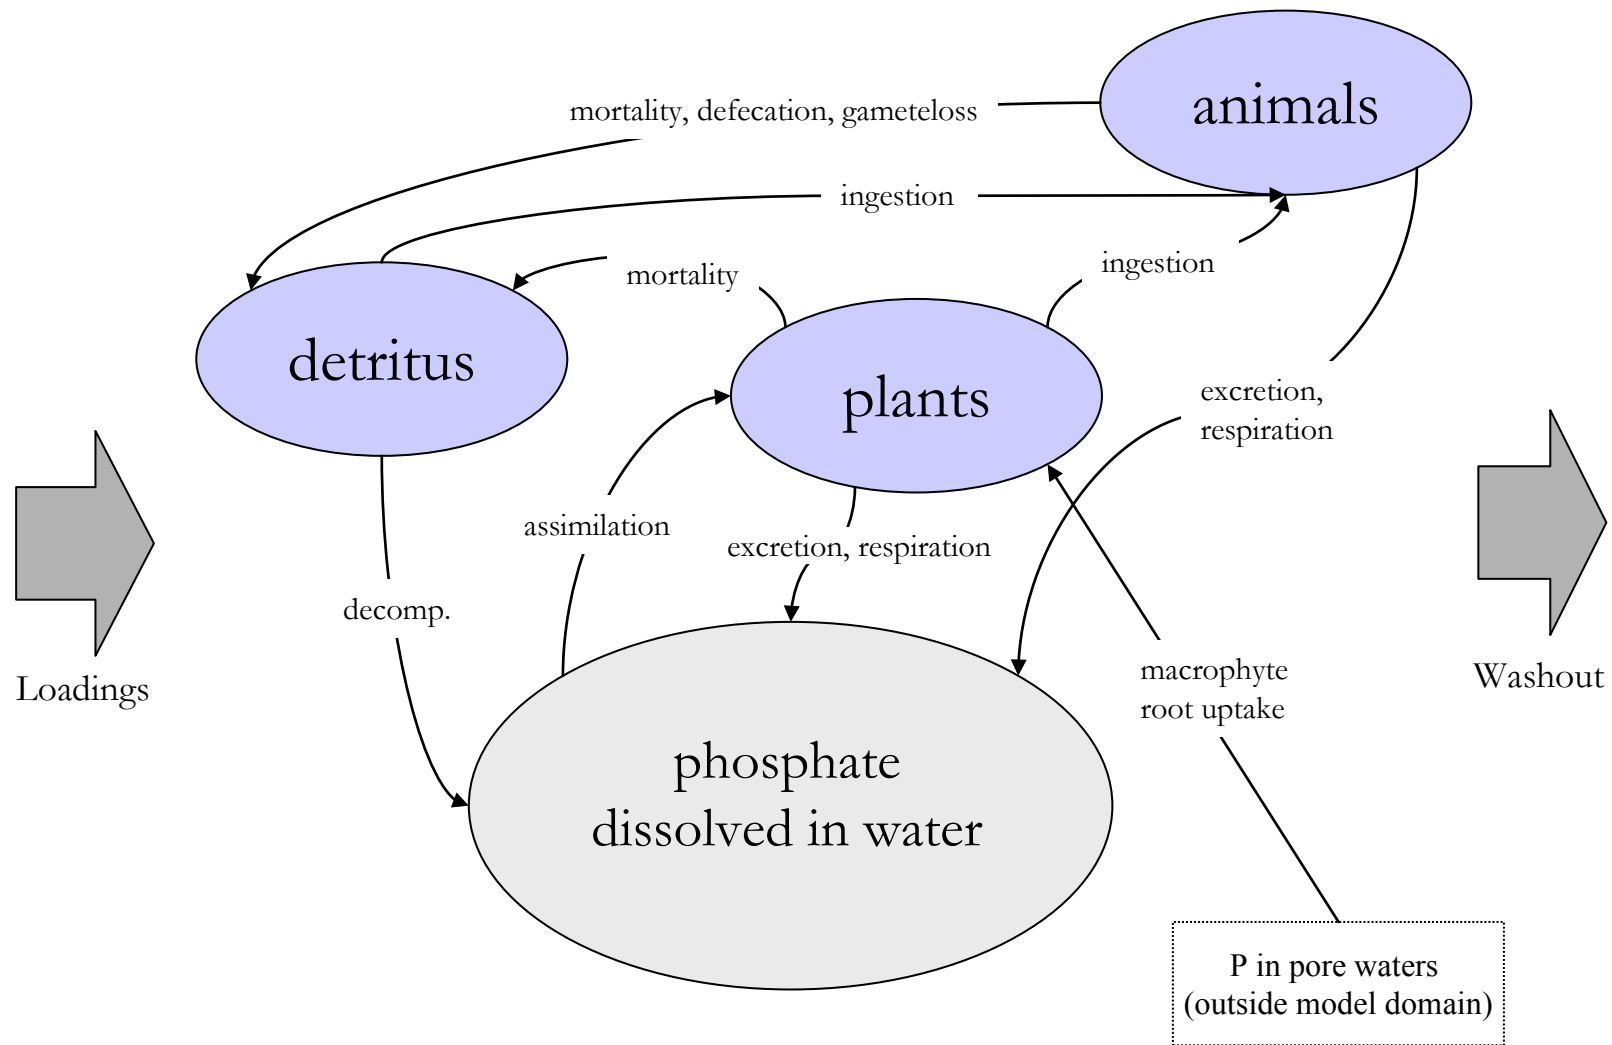 animals
mortality, defecation, gameteloss
ingestion
ingestion
mortality
detritus
plants
excretion,
respiration
assimilation
excretion, respiration
decomp.
Loadings
Washout
macrophyte
root uptake
phosphate
dissolved in water
P in pore waters
(outside model domain)